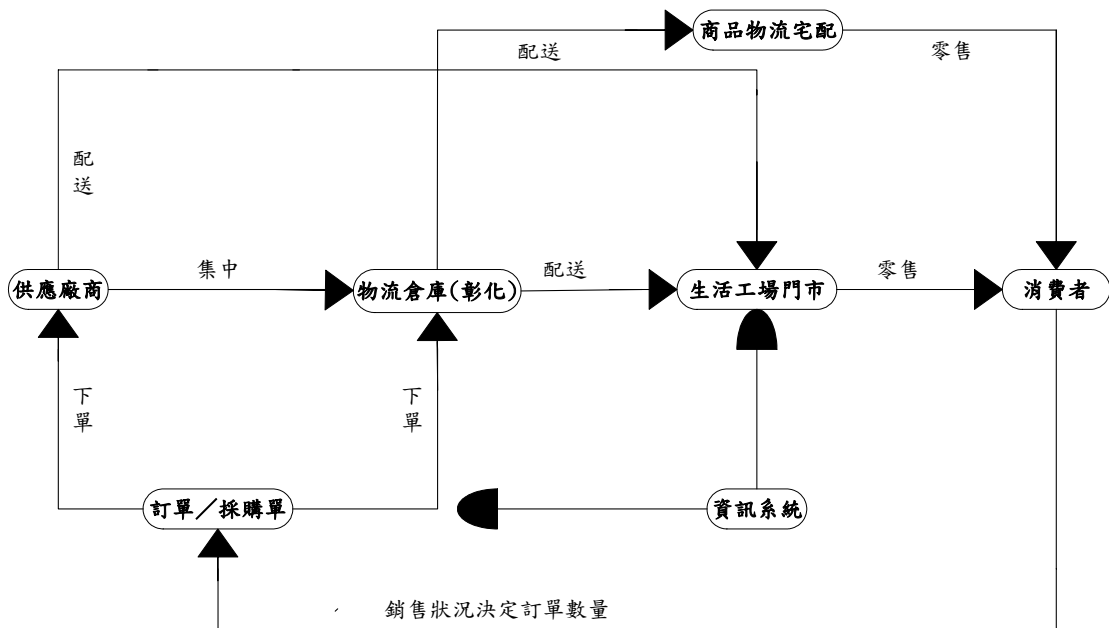 商品物流宅配
配送
零售
配送
供應廠商
集中
物流倉庫(彰化)
配送
生活工場門市
零售
消費者
下單
下單
訂單／採購單
資訊系統
銷售狀況決定訂單數量